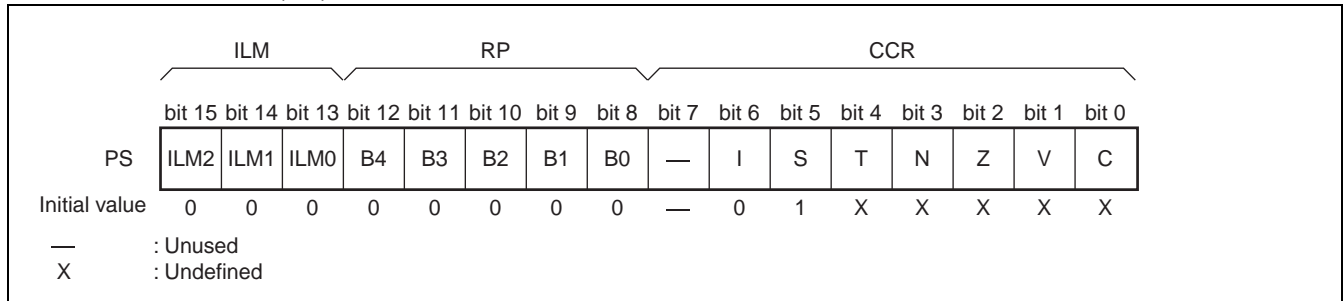 ILM RP CCR
bit 15 bit 14 bit 13 bit 12 bit 11 bit 10 bit 9 bit 8 bit 7 bit 6 bit 5 bit 4 bit 3 bit 2 bit 1 bit 0
PS ILM2 ILM1 ILM0 B4 B3 B2 B1 B0 — I S T N Z V C
Initial value 0 0 0 0 0 0 0 0 — 0 1 X X X X X
— : Unused
X : Undefined